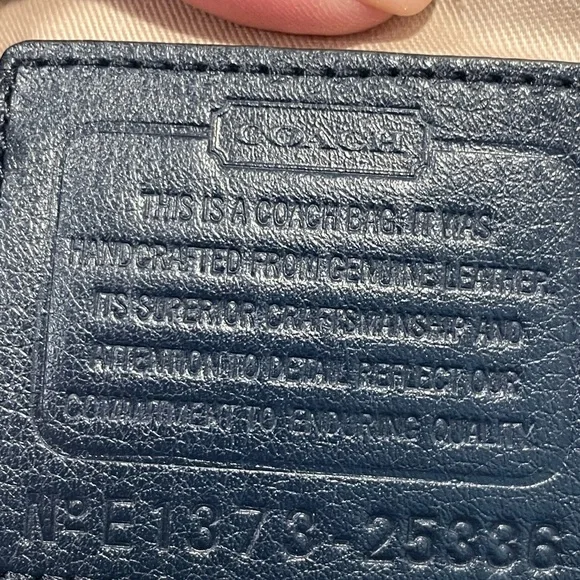 COACH
THIS IS A COACH BAG. IT WAS
HANDCRAFTED FROM GENUINE LEATHER.
ITS SUPERIOR CRAFTSMANSHIP AND
ATTENTION TO DETAIL REFLECT OUR
COMMITMENT TO ENDURING QUALITY.
No E1373-25336